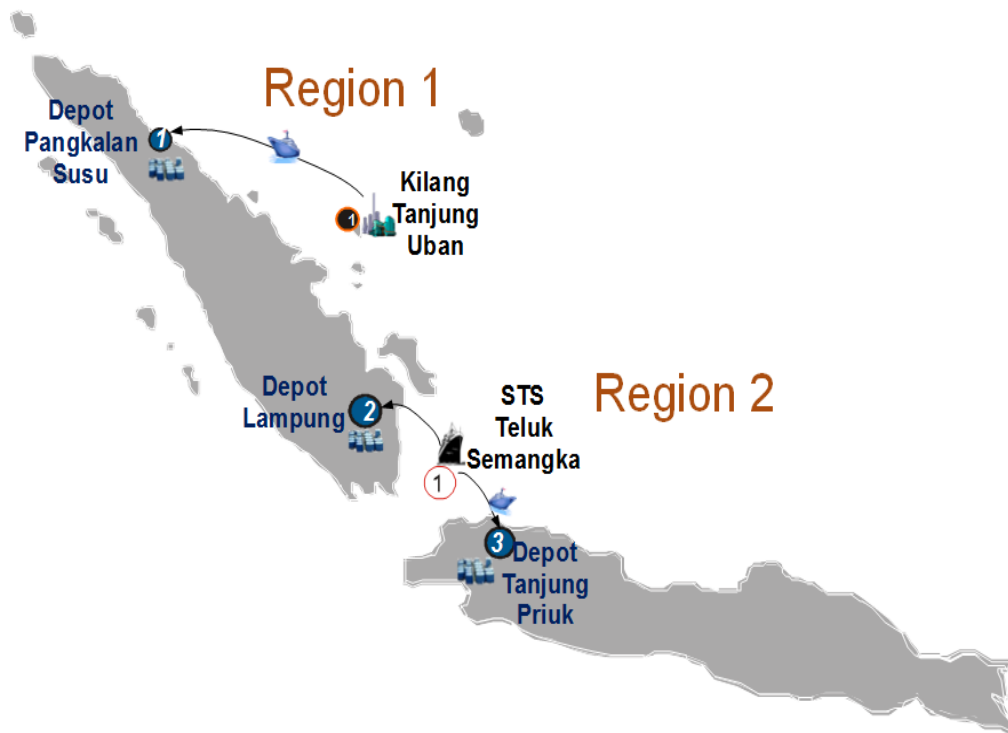 Region 1
Depot
Pangkalan
Susu
1
Kilang
Tanjung
Uban
1
Region 2
Depot
Lampung
2
STS
Teluk
Semangka
1
3
Depot
Tanjung
Priuk